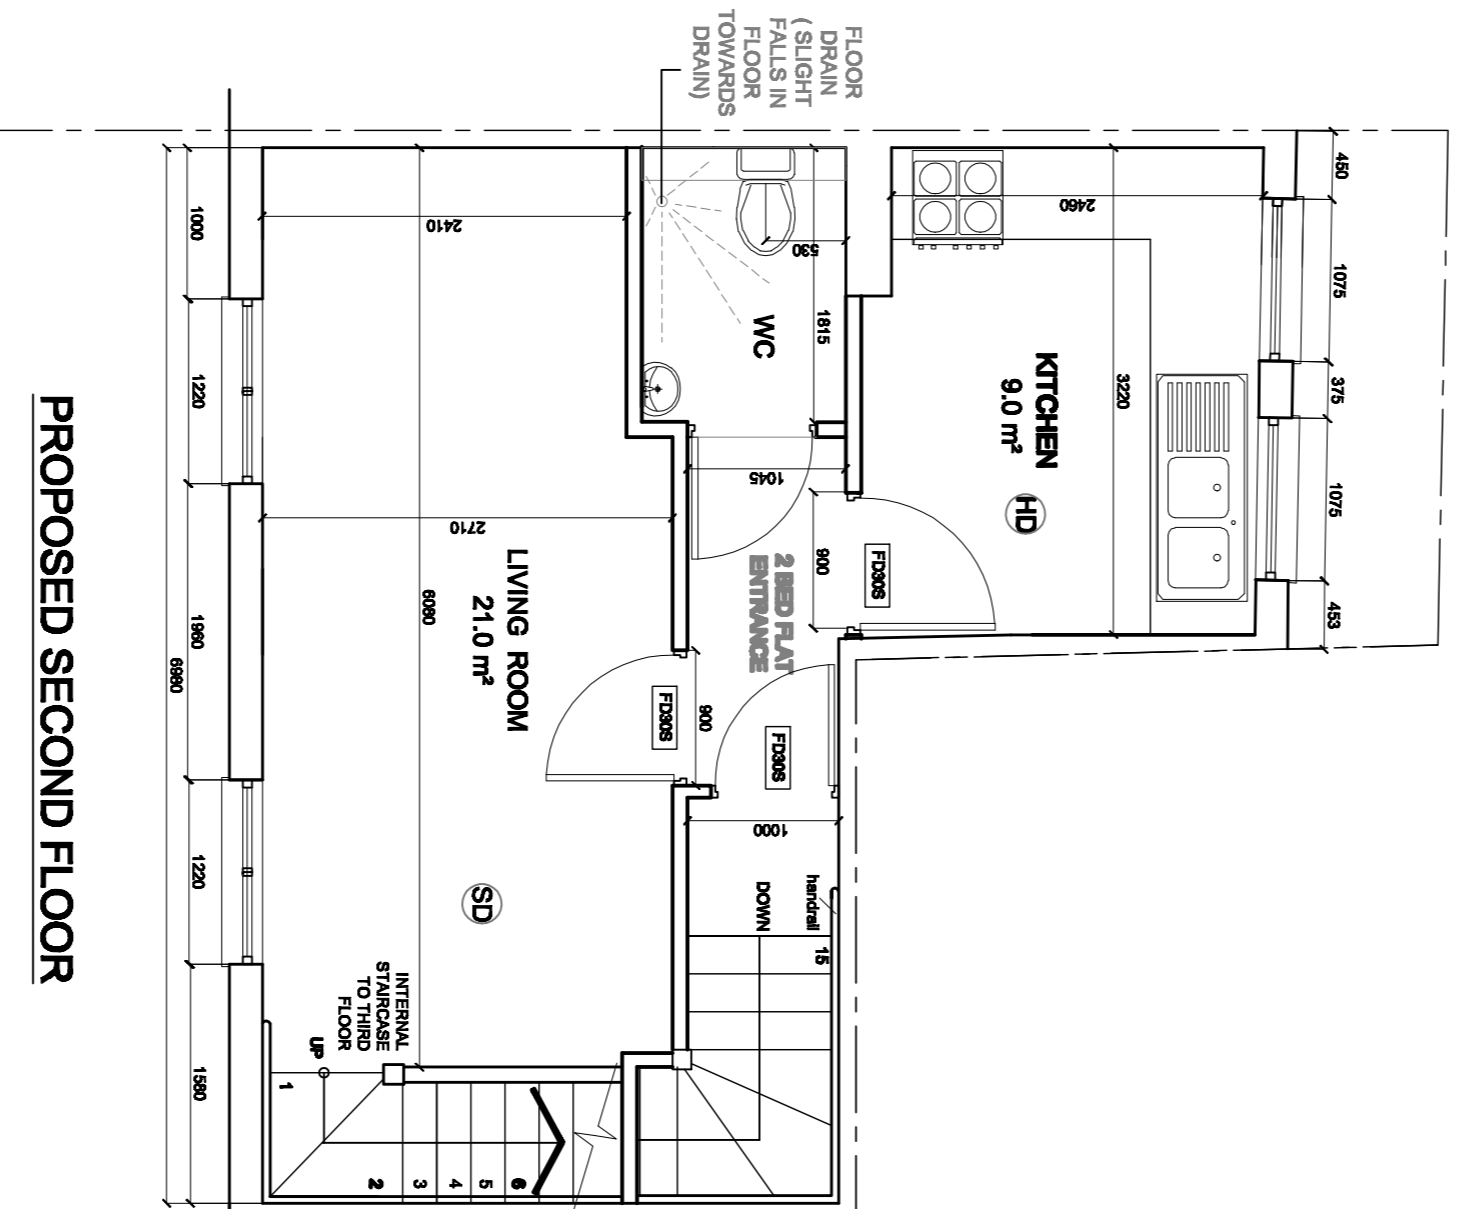 450
1075
375
1075
453
2460
3220
KITCHEN
9.0 m²
HD
FLOOR
DRAIN
( SLIGHT
FALLS IN
FLOOR
TOWARDS
DRAIN)
530
1815
WC
1045
900
FD30S
2 BED FLAT
ENTRANCE
FD30S
900
FD30S
1000
handrail
15
DOWN
LIVING ROOM
21.0 m²
2410
2710
6080
SD
INTERNAL
STAIRCASE
TO THIRD
FLOOR
UP
1
2
3
4
5
6
1000
1220
1960
1220
1580
6980
PROPOSED SECOND FLOOR